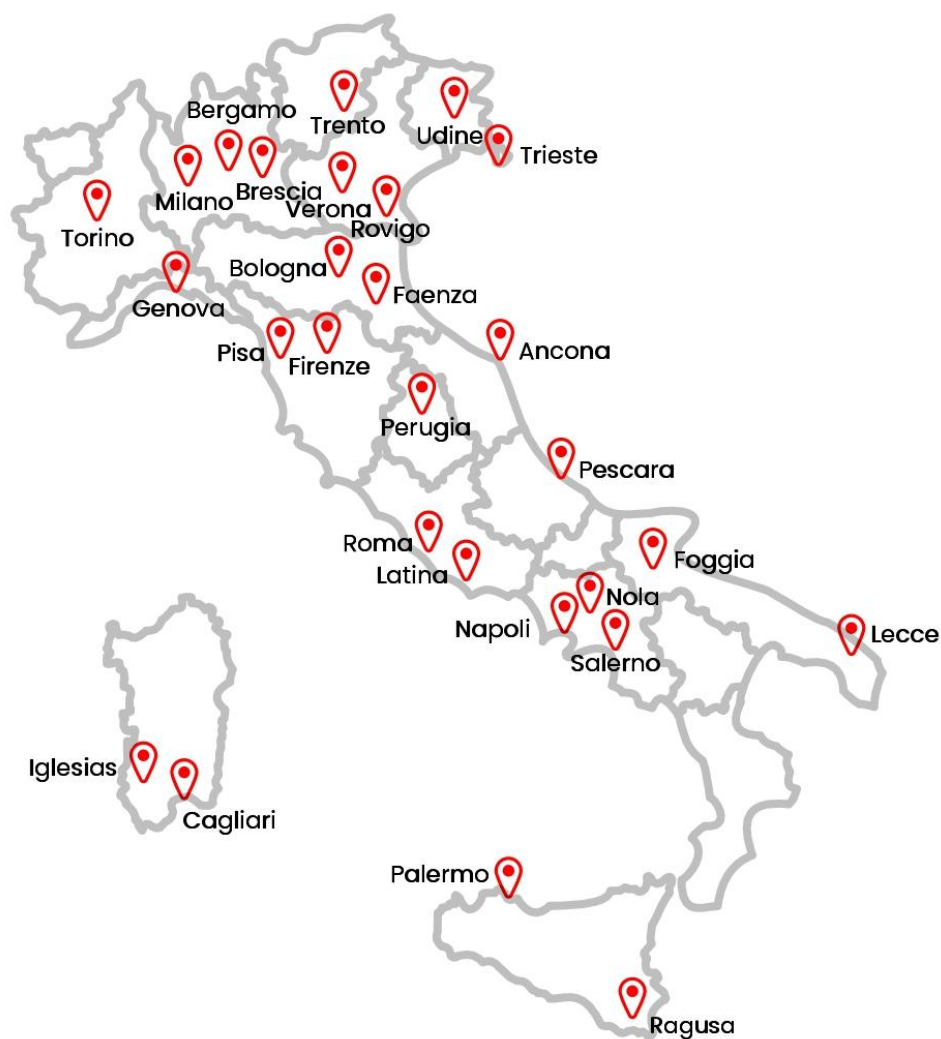 Bergamo
Trento
Udine
Trieste
Milano
Brescia
Verona
Rovigo
Torino
Bologna
Faenza
Genova
Pisa
Firenze
Ancona
Perugia
Pescara
Roma
Latina
Foggia
Nola
Napoli
Salerno
Lecce
Iglesias
Cagliari
Palermo
Ragusa